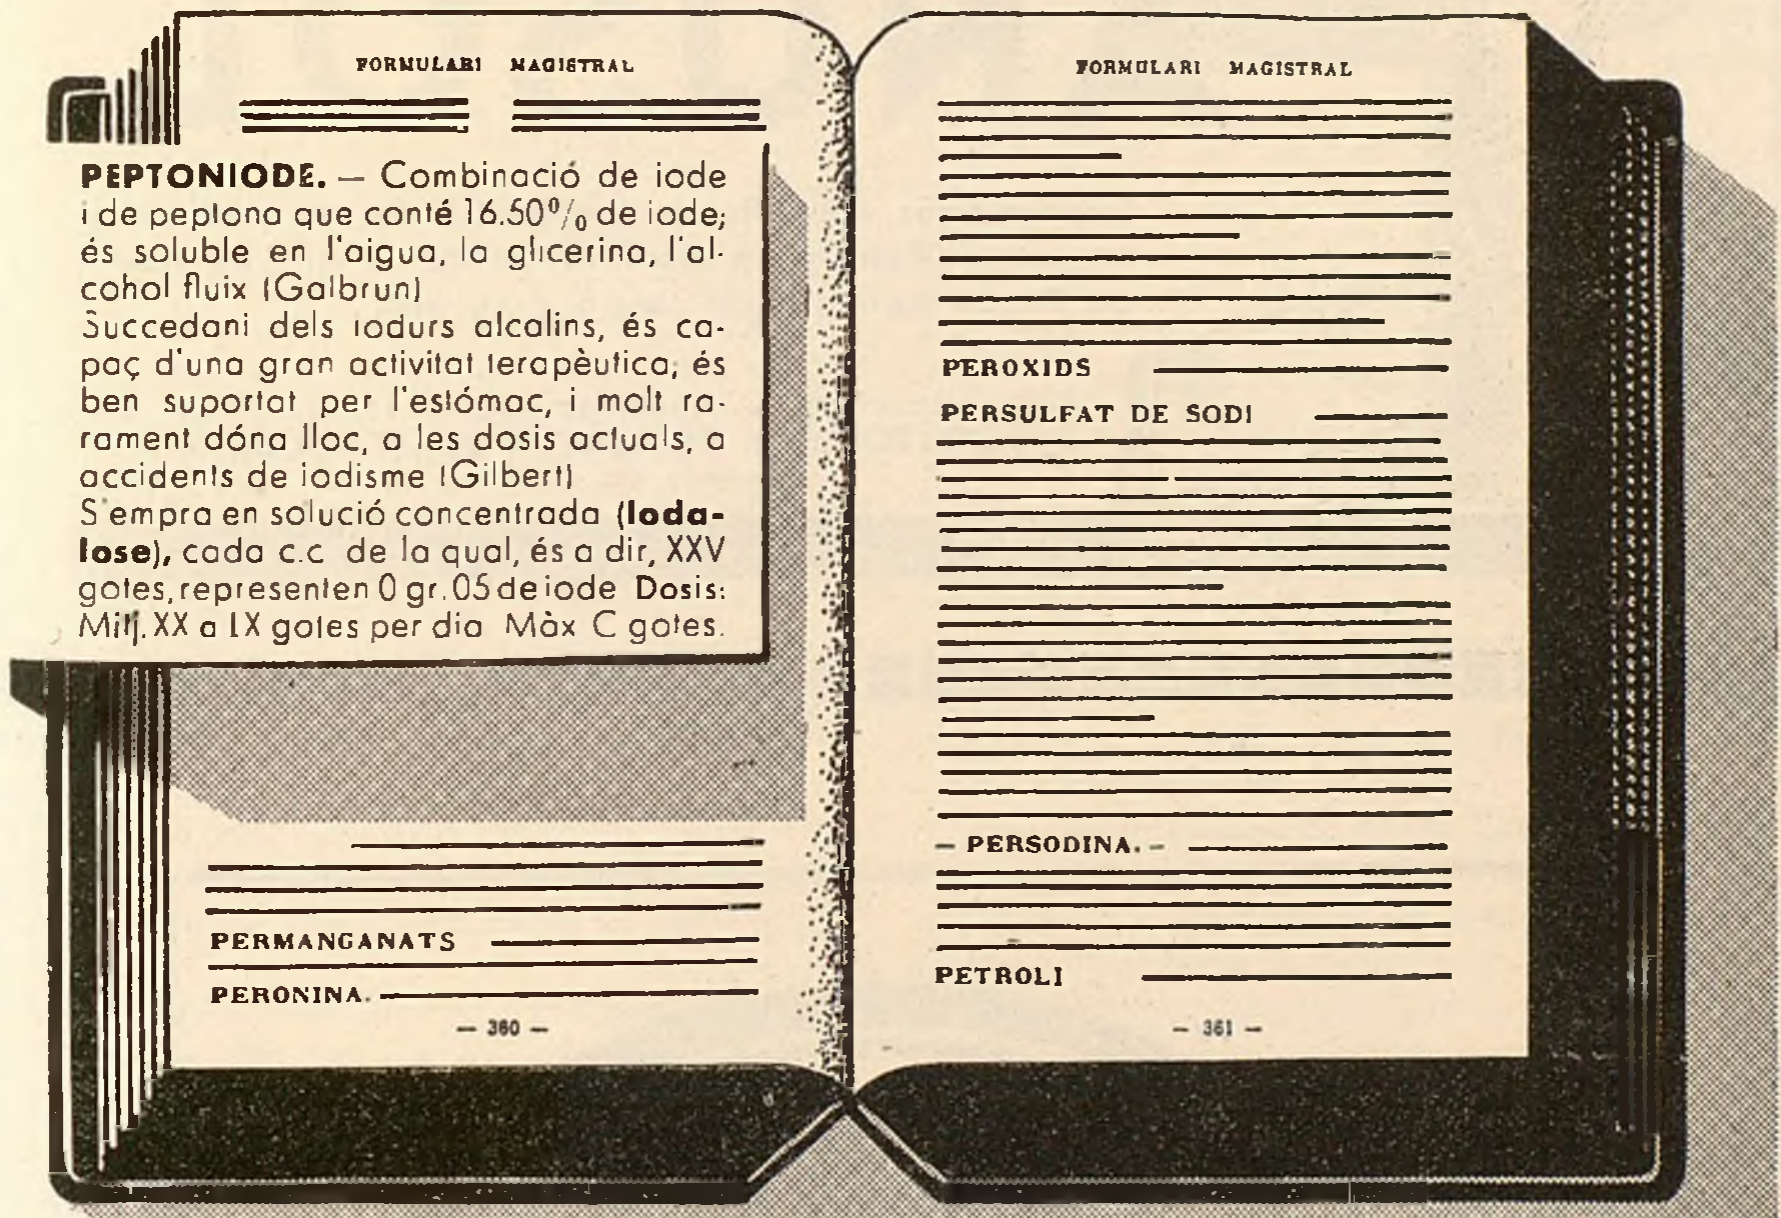 FORMULARI MAGISTRAL
PEPTONIODE. — Combinació de iode
i de peptona que conté 16.50% de iode;
és soluble en l'aigua, la glicerina, l'al-
cohol fluix (Galbrun)
Succedani dels iodurs alcalins, és ca-
paç d'una gran activitat terapèutica; és
ben suportat per l'estómac, i molt ra-
rament dóna lloc, a les dosis actuals, a
accidents de iodisme (Gilbert)
S'empra en solució concentrada (Ioda-
lose), cada c.c de la qual, és a dir, XXV
gotes, representen 0 gr. 05 de iode Dosis:
Mitj. XX a LX gotes per dia Màx C gotes.
PERMANGANATS
PERONINA.
— 360 —
FORMULARI MAGISTRAL
PEROXIDS
PERSULFAT DE SODI
— PERSODINA. —
PETROLI
— 361 —